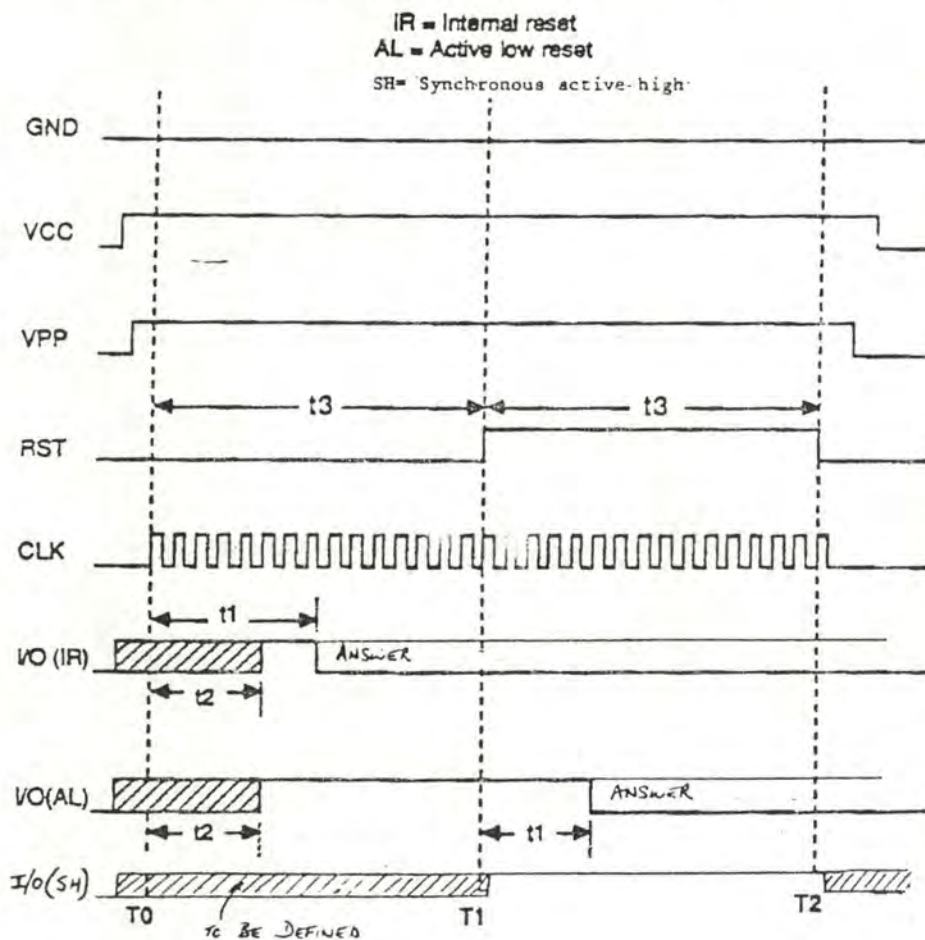 IR = Internal reset
AL = Active low reset
SH= Synchronous active-high
GND
VCC
VPP
t3 t3
RST
CLK
t1
I/O (IR) ANSWER
t2
I/O(AL) ANSWER
t2 t1
I/O(SH)
T0 T1 T2
TO BE DEFINED